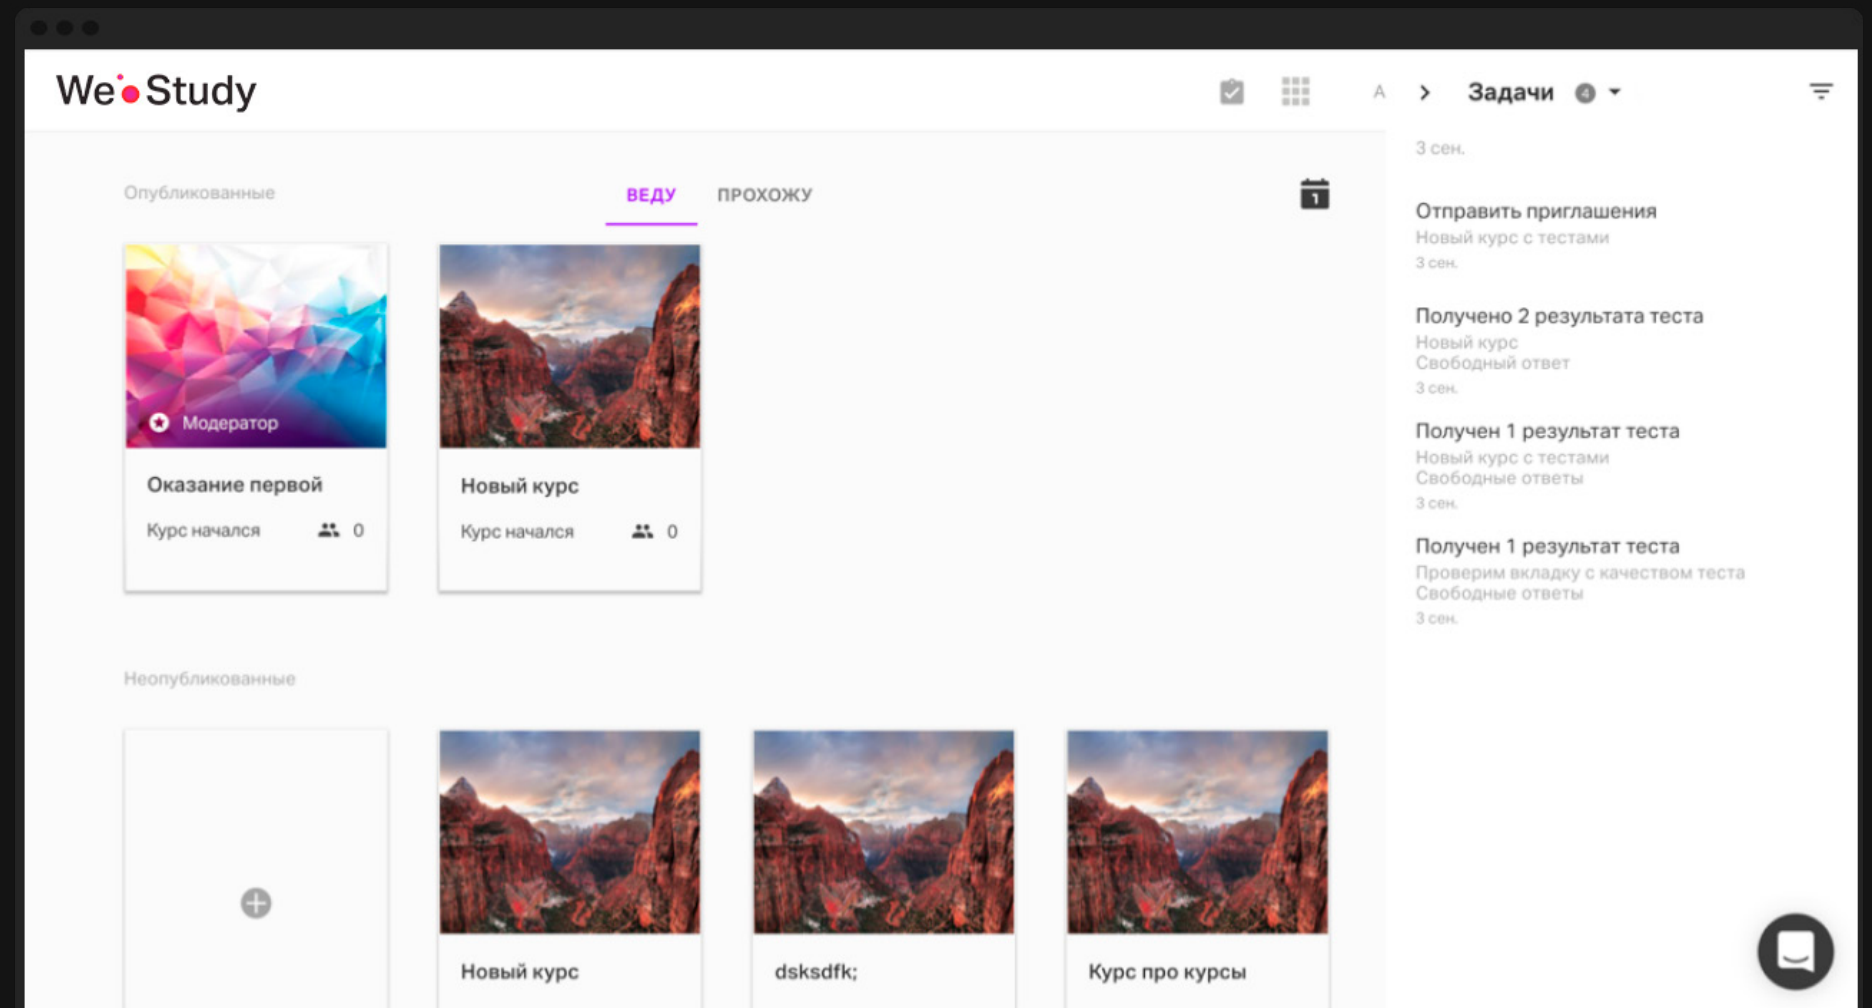 We Study
А
Задачи 4
Опубликованные
ВЕДУ ПРОХОЖУ
1
Модератор
Оказание первой
Курс начался 0
Новый курс
Курс начался 0
Неопубликованные
Новый курс
dsksdfk;
Курс про курсы
3 сен.
Отправить приглашения
Новый курс с тестами
3 сен.
Получено 2 результата теста
Новый курс
Свободный ответ
3 сен.
Получен 1 результат теста
Новый курс с тестами
Свободные ответы
3 сен.
Получен 1 результат теста
Проверим вкладку с качеством теста
Свободные ответы
3 сен.